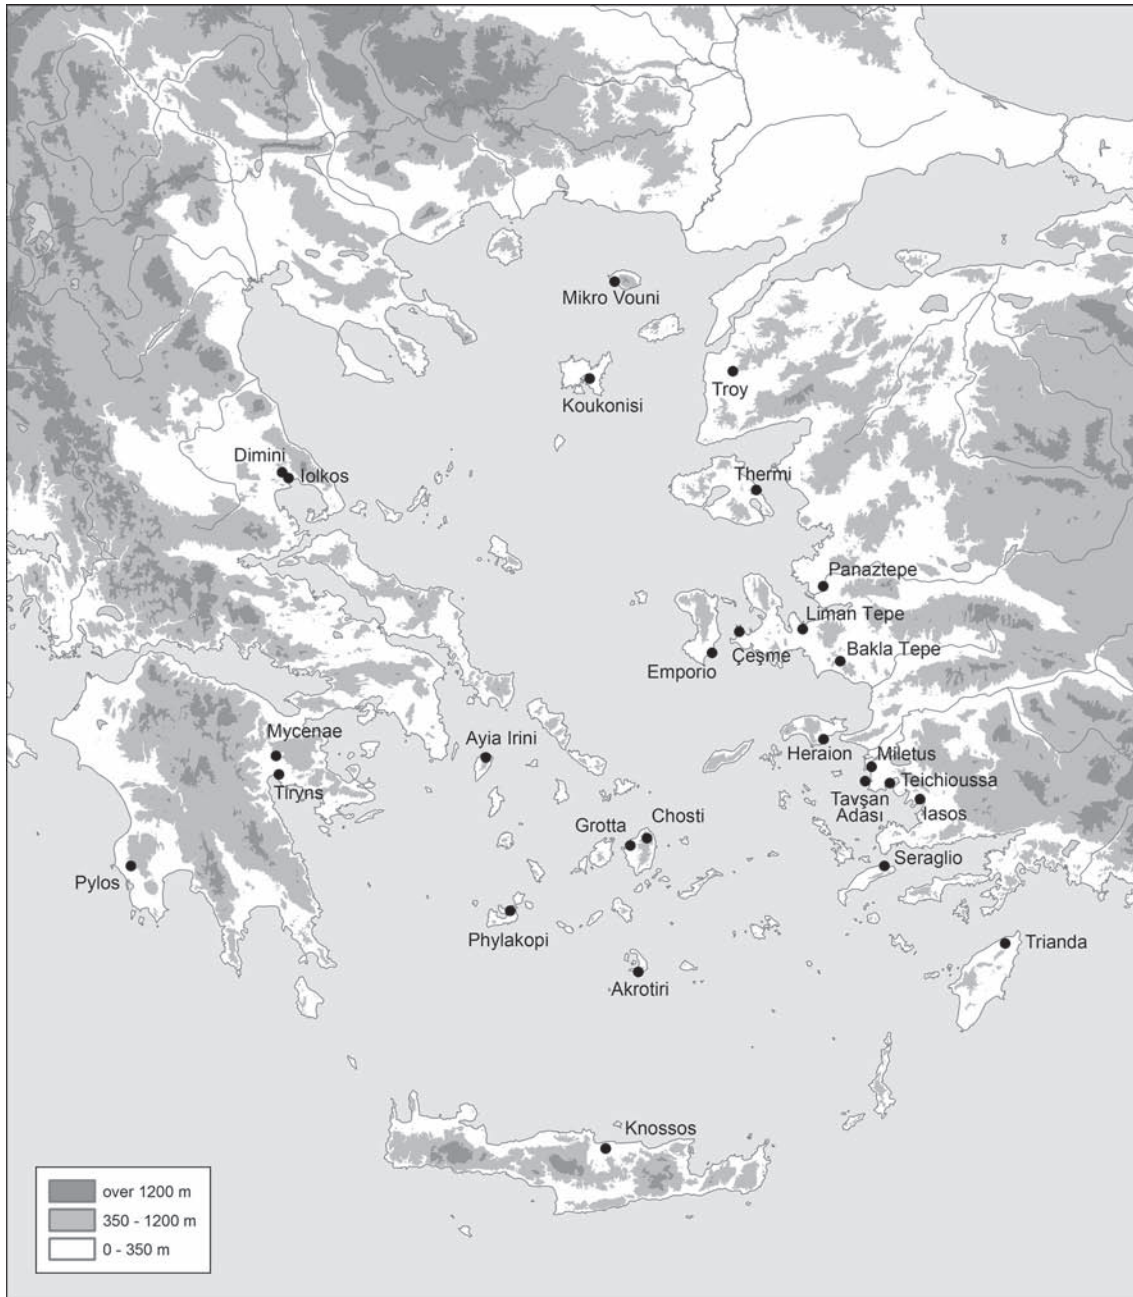 Mikro Vouni
Troy
Koukonisi
Dimini
Iolkos
Thermi
Panaztepe
Liman Tepe
Çeşme
Bakla Tepe
Emporio
Mycenae
Ayia Irini
Heraion
Miletus
Tiryns
Teichioussa
Tavşan
Adası
Iasos
Chosti
Grotta
Seraglio
Pylos
Phylakopi
Trianda
Akrotiri
Knossos
over 1200 m
350 - 1200 m
0 - 350 m